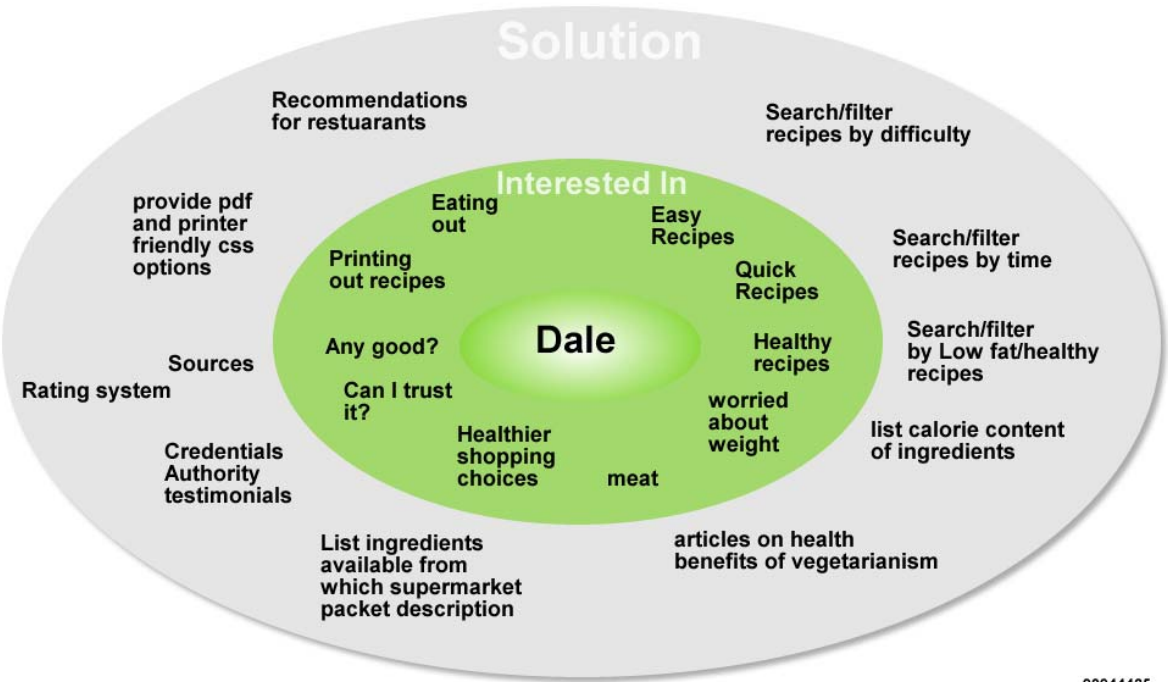 Solution
Recommendations
for restuarants
Search/filter
recipes by difficulty
Interested In
provide pdf
and printer
friendly css
options
Eating
out
Easy
Recipes
Search/filter
recipes by time
Printing
out recipes
Quick
Recipes
Dale
Any good?
Healthy
recipes
Search/filter
by Low fat/healthy
recipes
Sources
Rating system
Can I trust
it?
worried
about
weight
list calorie content
of ingredients
Healthier
shopping
choices
meat
Credentials
Authority
testimonials
List ingredients
available from
which supermarket
packet description
articles on health
benefits of vegetarianism